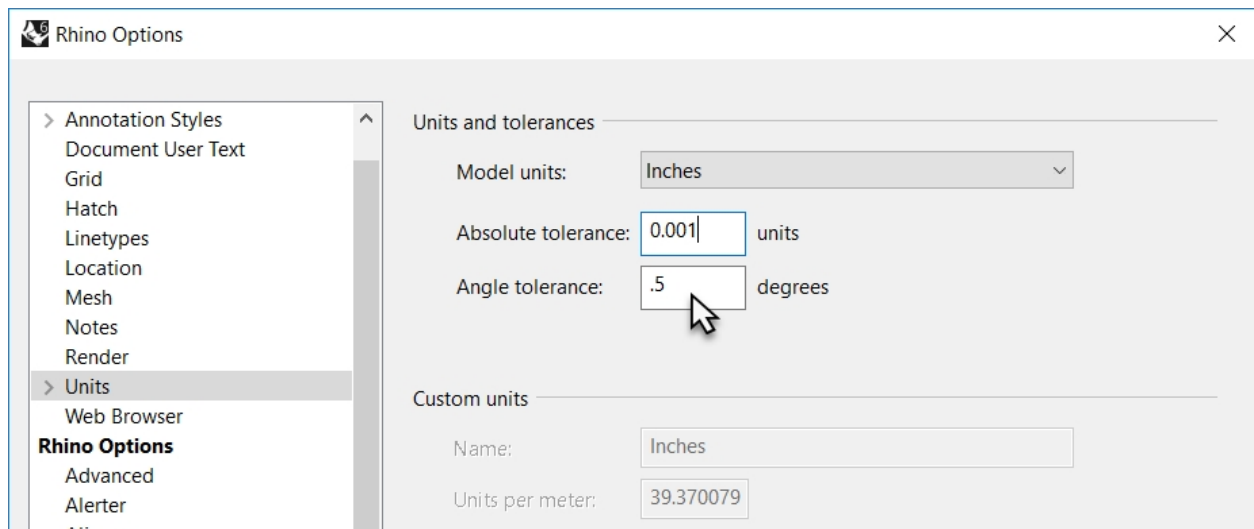 6
Rhino Options
Annotation Styles
Document User Text
Grid
Hatch
Linetypes
Location
Mesh
Notes
Render
Units
Web Browser
Rhino Options
Advanced
Alerter
Units and tolerances
Model units: Inches
Absolute tolerance: 0.001 units
Angle tolerance: .5 degrees
Custom units
Name: Inches
Units per meter: 39.370079